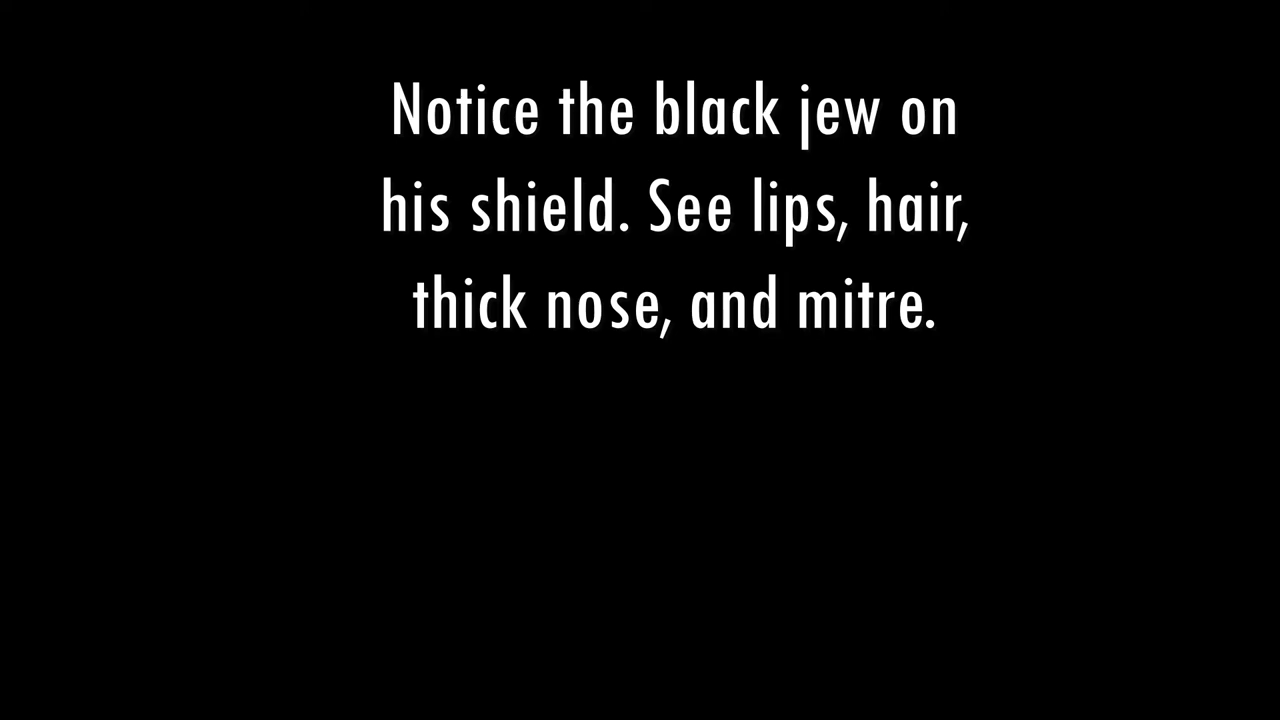 Notice the black jew on
his shield. See lips, hair,
thick nose, and mitre.